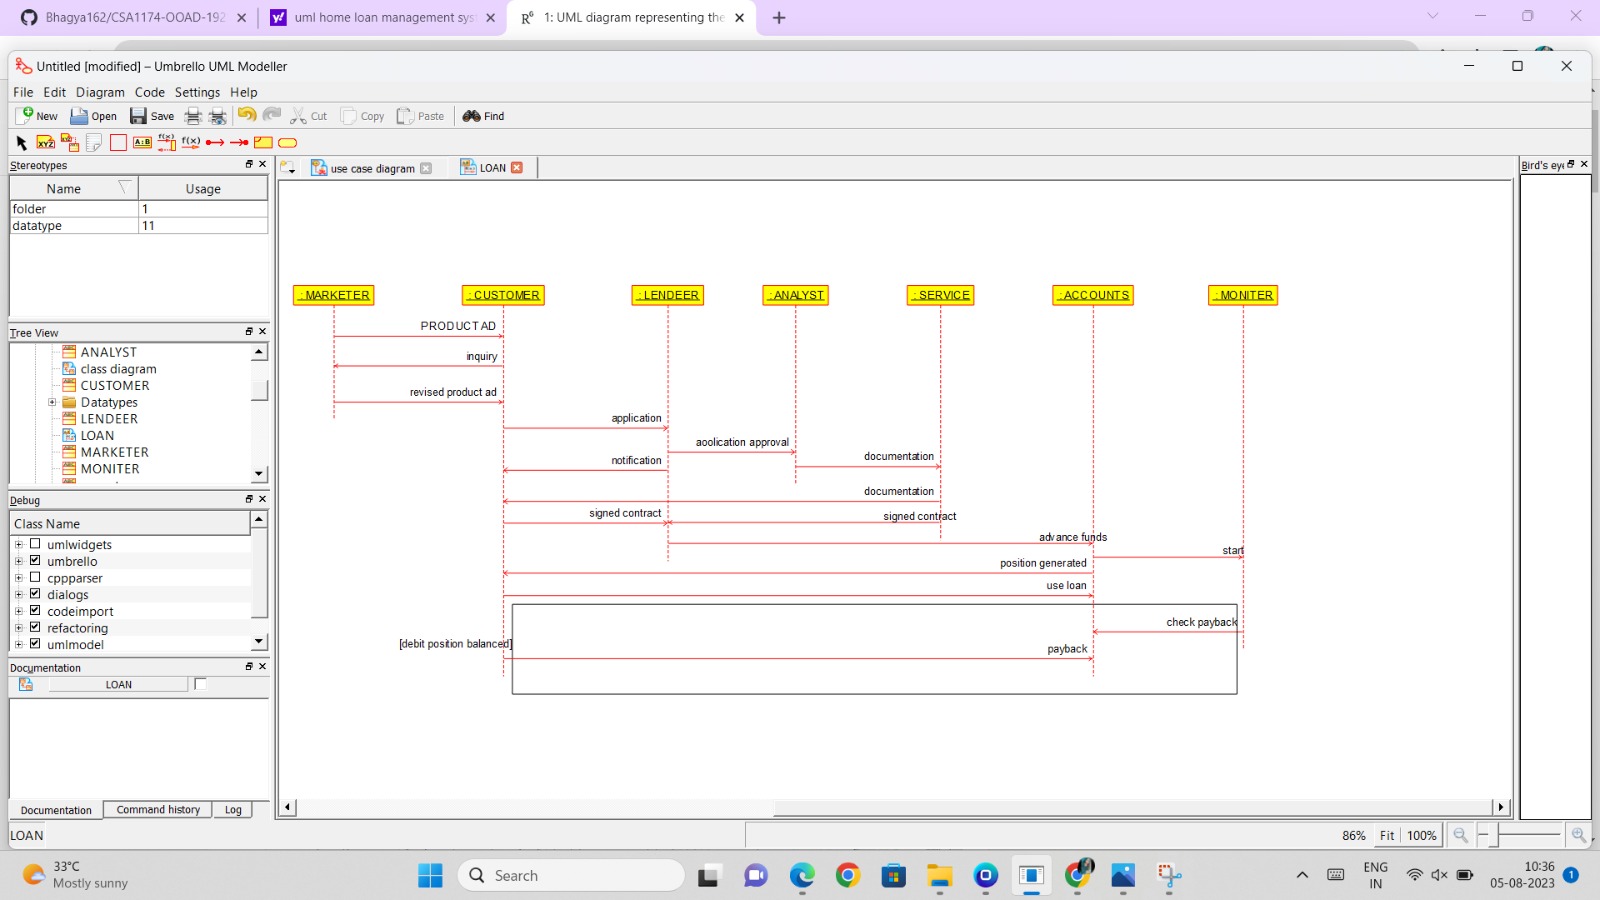 Bhagya162/CSA1174-OOAD-192
uml home loan management sys
R⁶ 1: UML diagram representing the
Untitled [modified] – Umbrello UML Modeller
File Edit Diagram Code Settings Help
New Open Save Cut Copy Paste Find
XYZ A:B f(x) f(x)
Stereotypes
Name Usage
folder 1
datatype 11
Tree View
ANALYST
class diagram
CUSTOMER
Datatypes
LENDEER
LOAN
MARKETER
MONITER
Debug
Class Name
umlwidgets
umbrello
cppparser
dialogs
codeimport
refactoring
umlmodel
Documentation
LOAN
Documentation Command history Log
LOAN
use case diagram LOAN
Bird's eye
: MARKETER : CUSTOMER : LENDEER : ANALYST : SERVICE : ACCOUNTS : MONITER
PRODUCT AD
inquiry
revised product ad
application
aoolication approval
documentation
notification
documentation
signed contract
signed contract
advance funds
start
position generated
use loan
check payback
[debit position balanced]
payback
86% Fit 100%
33°C
Mostly sunny
Search
ENG
IN
10:36
05-08-2023
1